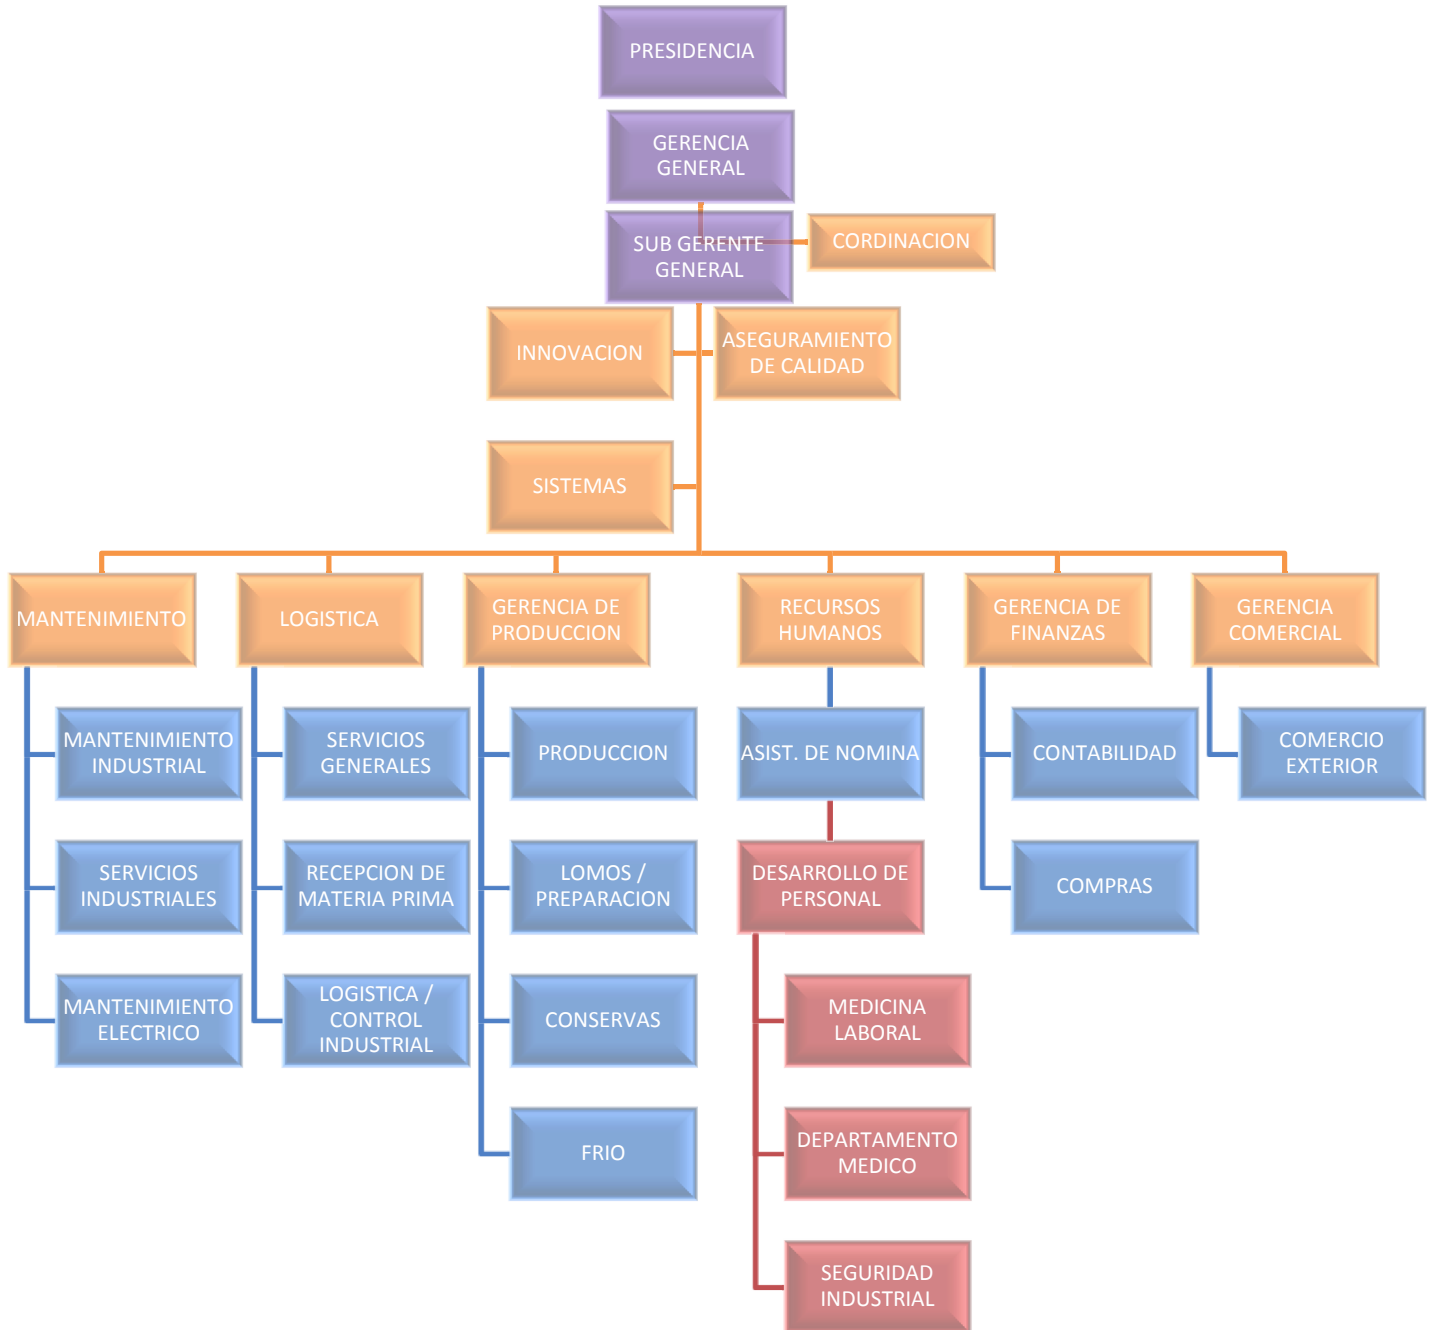 PRESIDENCIA
GERENCIA
GENERAL
SUB GERENTE
GENERAL
CORDINACION
INNOVACION
ASEGURAMIENTO
DE CALIDAD
SISTEMAS
MANTENIMIENTO
LOGISTICA
GERENCIA DE
PRODUCCION
RECURSOS
HUMANOS
GERENCIA DE
FINANZAS
GERENCIA
COMERCIAL
MANTENIMIENTO
INDUSTRIAL
SERVICIOS
GENERALES
PRODUCCION
ASIST. DE NOMINA
CONTABILIDAD
COMERCIO
EXTERIOR
SERVICIOS
INDUSTRIALES
RECEPCION DE
MATERIA PRIMA
LOMOS /
PREPARACION
DESARROLLO DE
PERSONAL
COMPRAS
MANTENIMIENTO
ELECTRICO
LOGISTICA /
CONTROL
INDUSTRIAL
CONSERVAS
MEDICINA
LABORAL
FRIO
DEPARTAMENTO
MEDICO
SEGURIDAD
INDUSTRIAL